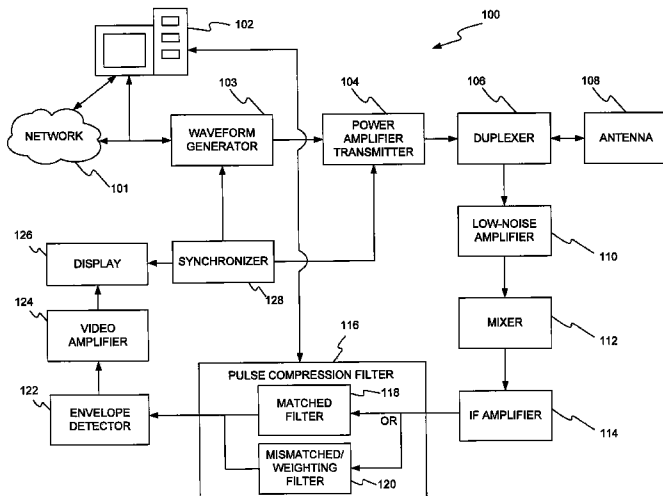 102
100
103
104
106
108
NETWORK
WAVEFORM
GENERATOR
POWER
AMPLIFIER
TRANSMITTER
DUPLEXER
ANTENNA
101
126
DISPLAY
SYNCHRONIZER
128
LOW-NOISE
AMPLIFIER
110
124
VIDEO
AMPLIFIER
MIXER
112
116
PULSE COMPRESSION FILTER
118
122
ENVELOPE
DETECTOR
MATCHED
FILTER
OR
IF AMPLIFIER
114
MISMATCHED/
WEIGHTING
FILTER
120